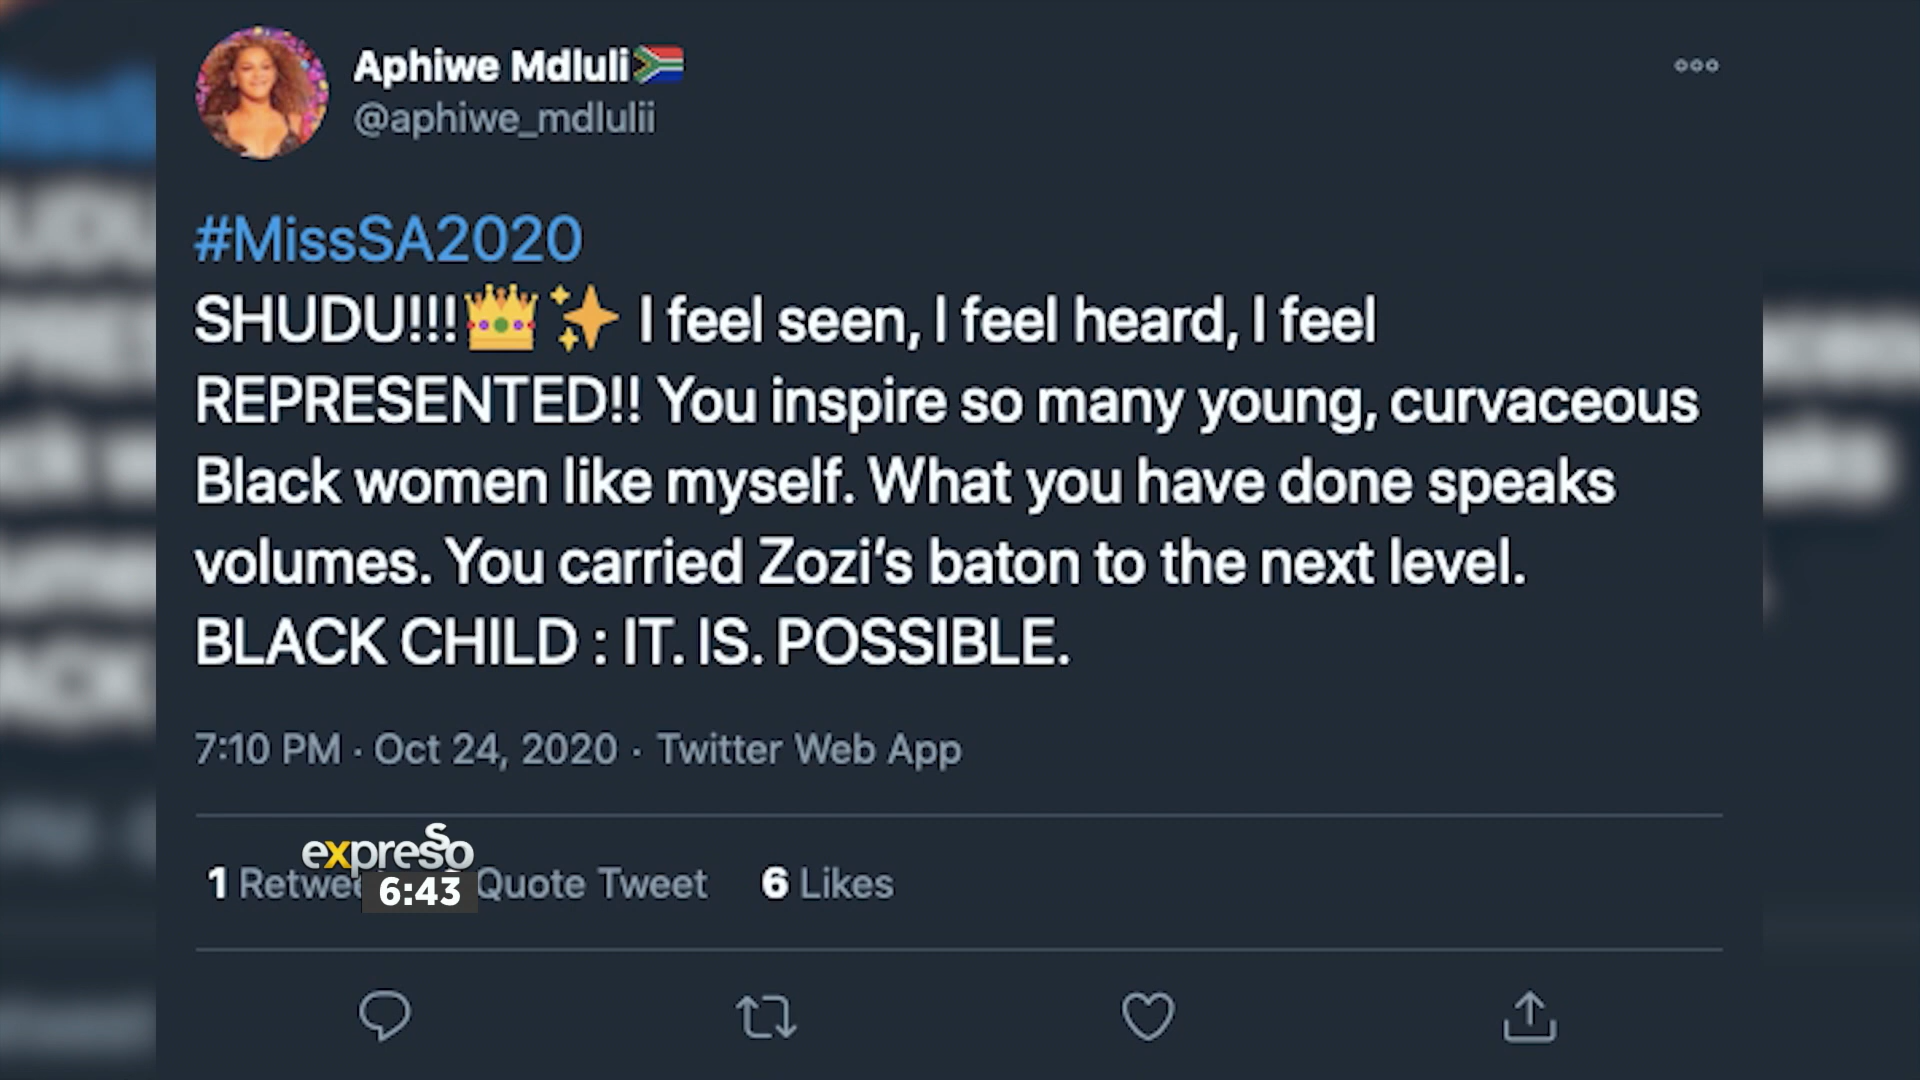 Aphiwe Mdluli🇿🇦
@aphiwe_mdlulii
#MissSA2020
SHUDU!!!👑✨ I feel seen, I feel heard, I feel
REPRESENTED!! You inspire so many young, curvaceous
Black women like myself. What you have done speaks
volumes. You carried Zozi’s baton to the next level.
BLACK CHILD : IT. IS. POSSIBLE.
7:10 PM · Oct 24, 2020 · Twitter Web App
expresso
1 Quote Tweet 6 Likes
6:43